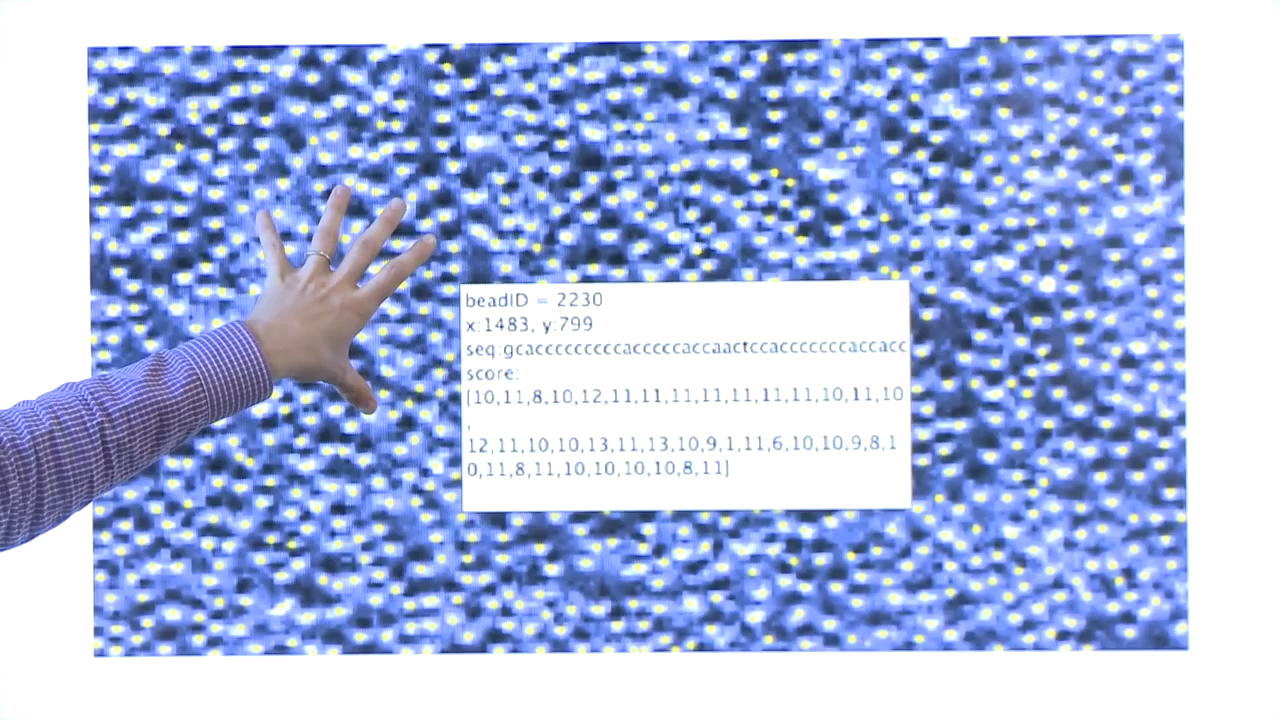 beadID = 2230
x:1483, y:799
seq:gcacccccccccacccccaccaactccacccccccaccacc
score:
[10,11,8,10,12,11,11,11,11,11,11,11,10,11,10
,
12,11,10,10,13,11,13,10,9,1,11,6,10,10,9,8,1
0,11,8,11,10,10,10,10,8,11]